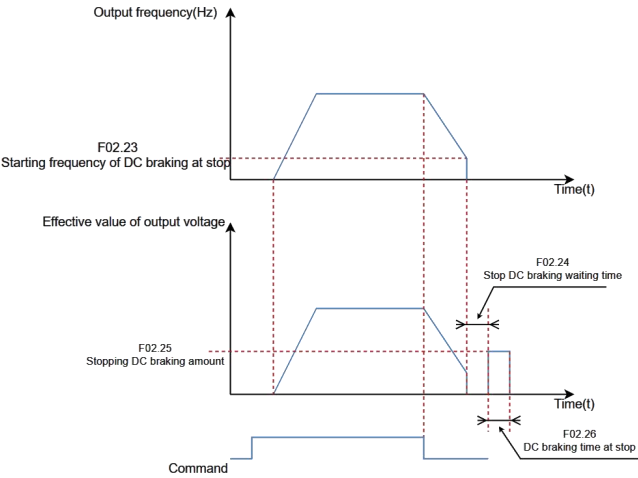 Output frequency(Hz)
F02.23
Starting frequency of DC braking at stop
Time(t)
Effective value of output voltage
F02.24
Stop DC braking waiting time
F02.25
Stopping DC braking amount
Time(t)
F02.26
DC braking time at stop
Command